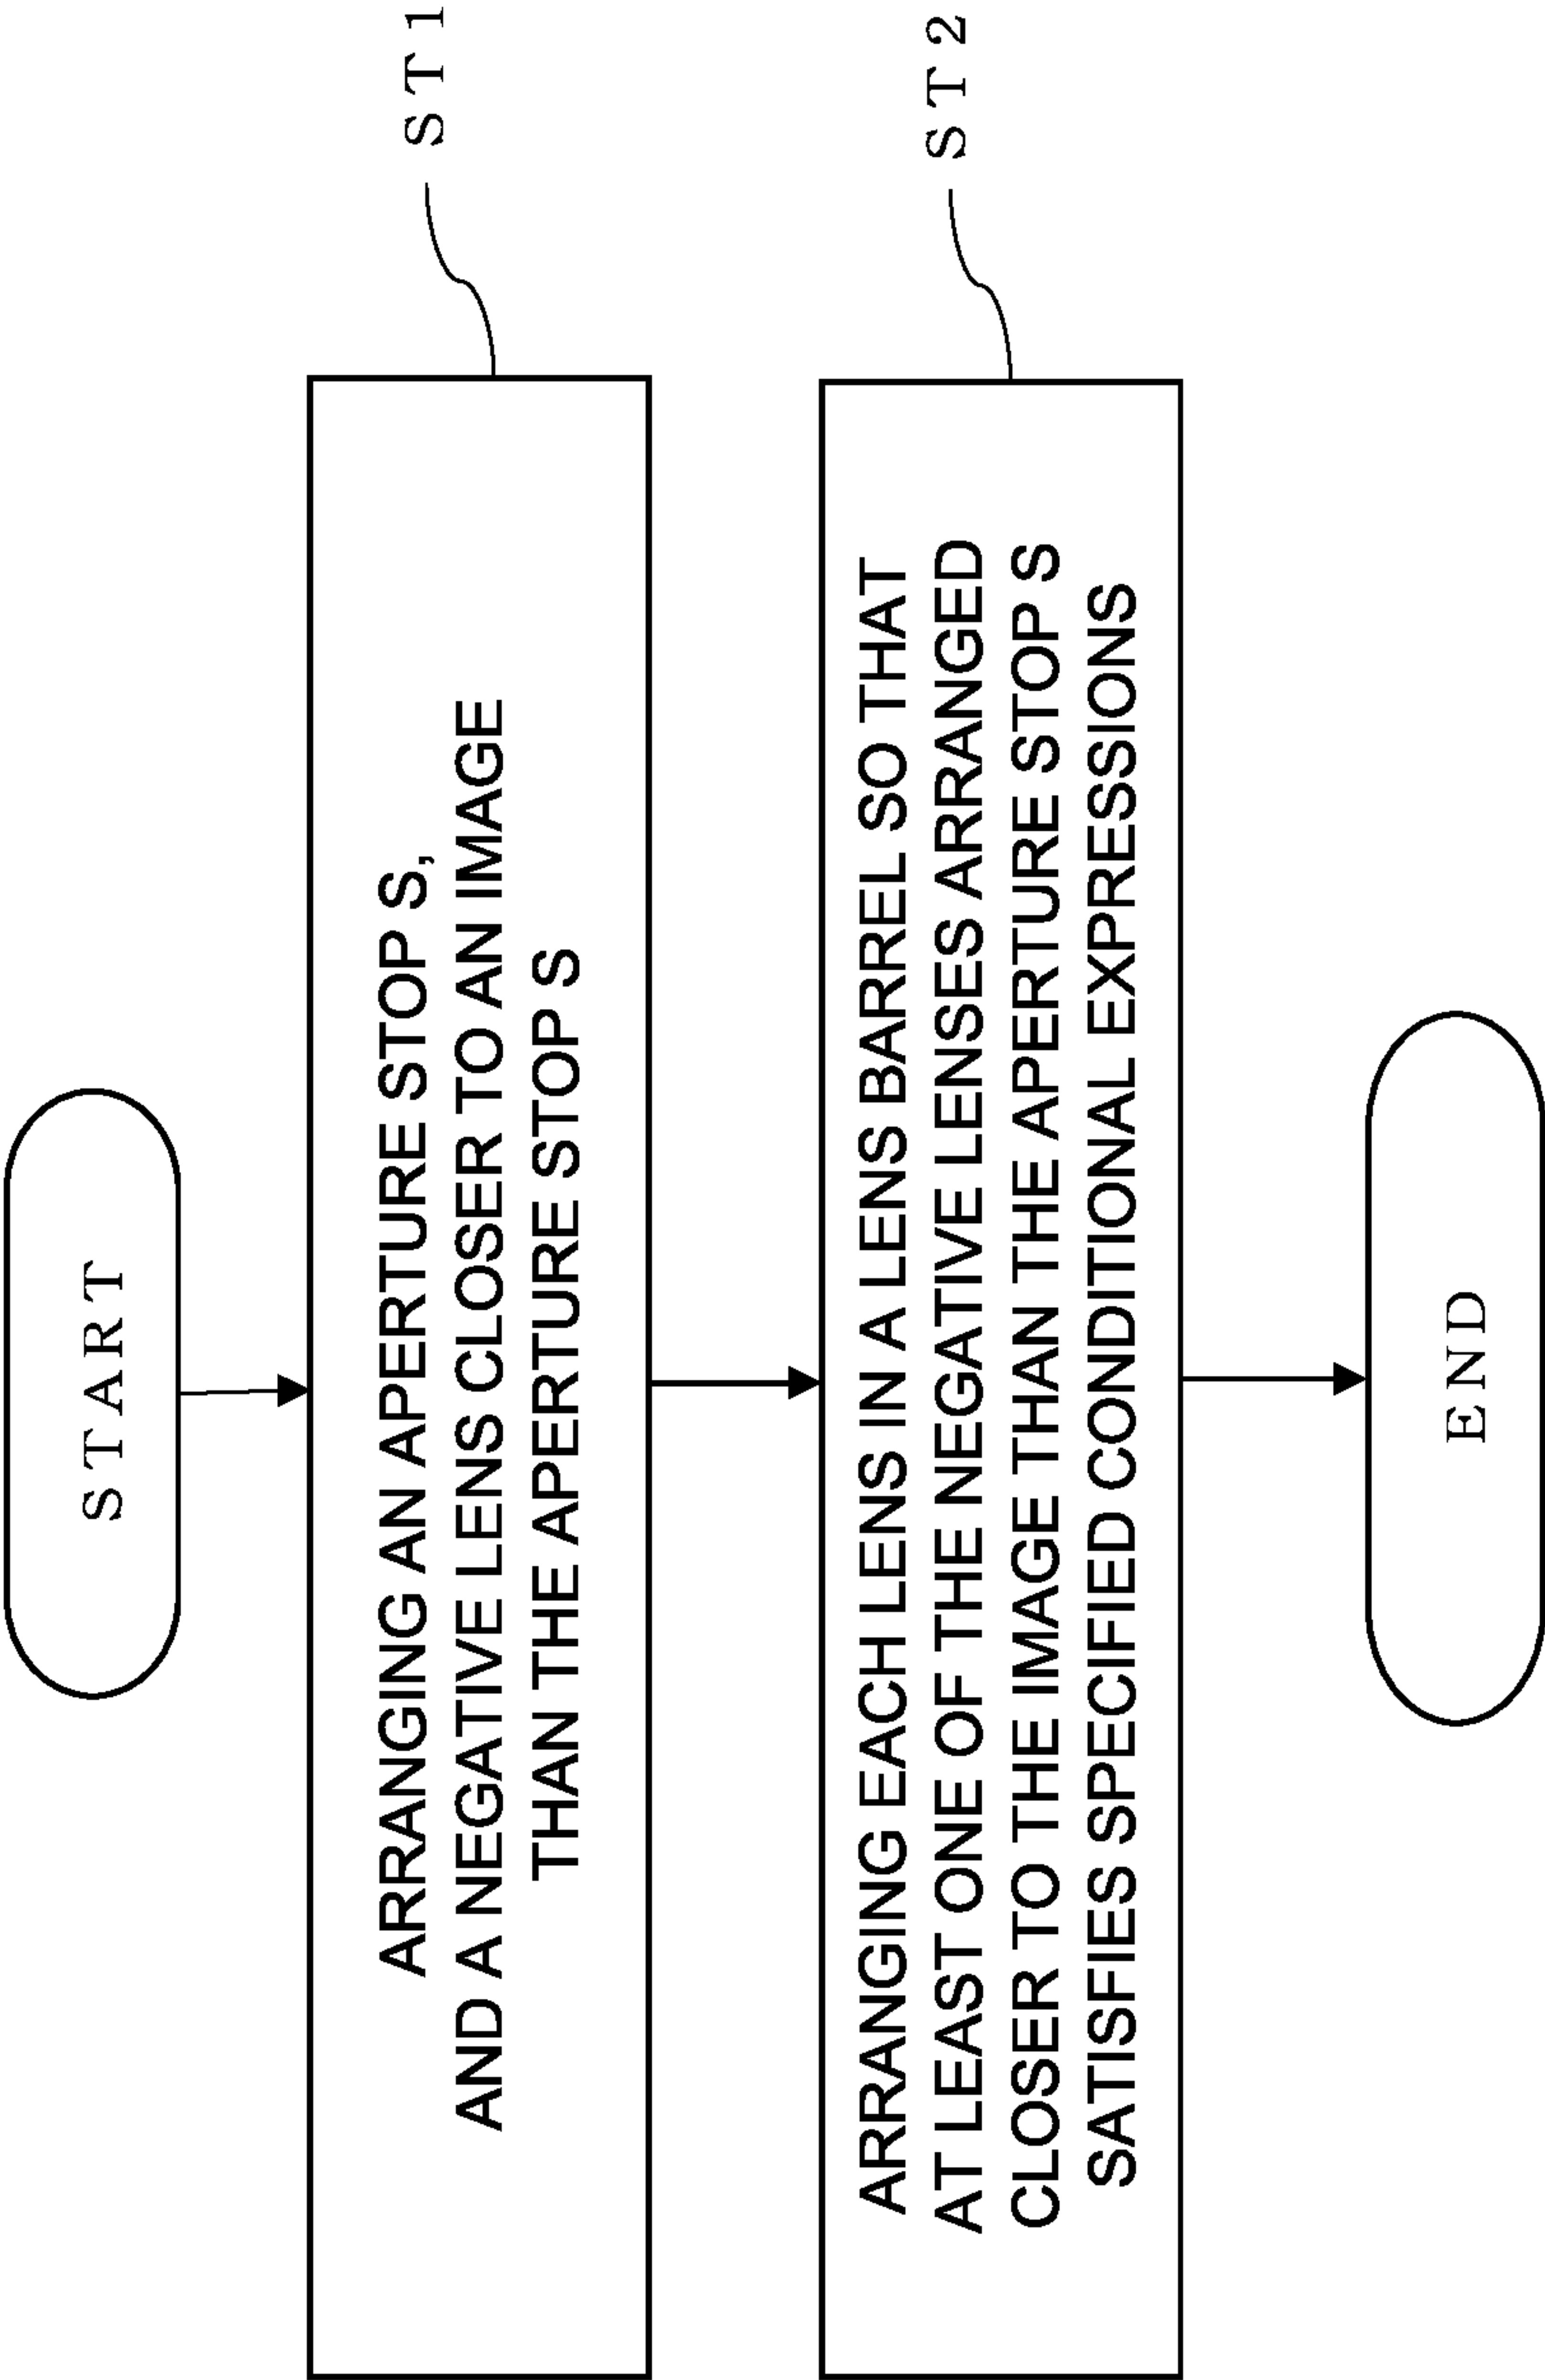 START
ST1
ARRANGING AN APERTURE STOP S,
AND A NEGATIVE LENS CLOSER TO AN IMAGE
THAN THE APERTURE STOP S
ST2
ARRANGING EACH LENS IN A LENS BARREL SO THAT
AT LEAST ONE OF THE NEGATIVE LENSES ARRANGED
CLOSER TO THE IMAGE THAN THE APERTURE STOP S
SATISFIES SPECIFIED CONDITIONAL EXPRESSIONS
END